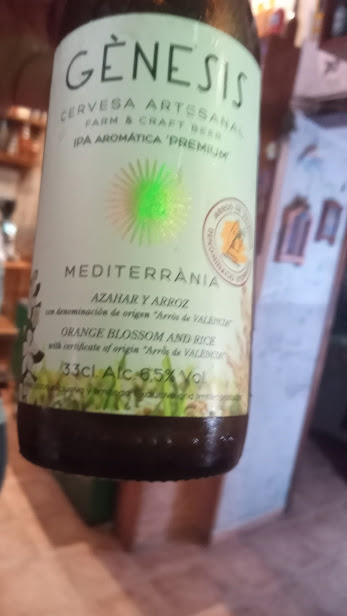 GÈNESIS
CERVESA ARTESANAL
FARM & CRAFT BEER
IPA AROMÁTICA 'PREMIUM'
MEDITERRÀNIA
AZAHAR Y ARROZ
con denominación de origen "Arròs de VALÈNCIA"
ORANGE BLOSSOM AND RICE
with certificate of origin "Arròs de VALÈNCIA"
33cl Alc 6,5% Vol